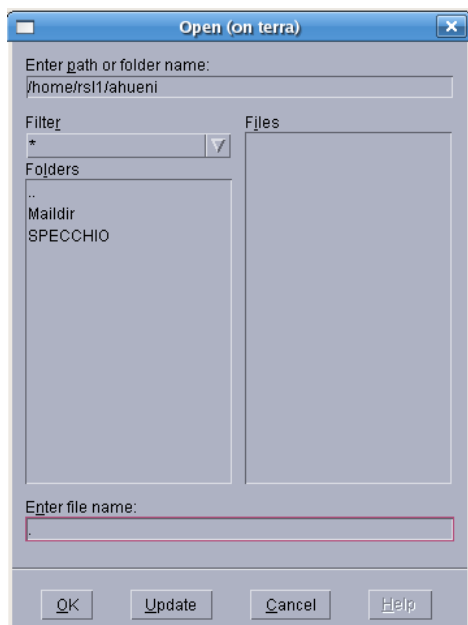 Open (on terra)
Enter path or folder name:
/home/rsl1/ahueni
Filter
*
Folders
..
Maildir
SPECCHIO
Files
Enter file name:
.
OK Update Cancel Help